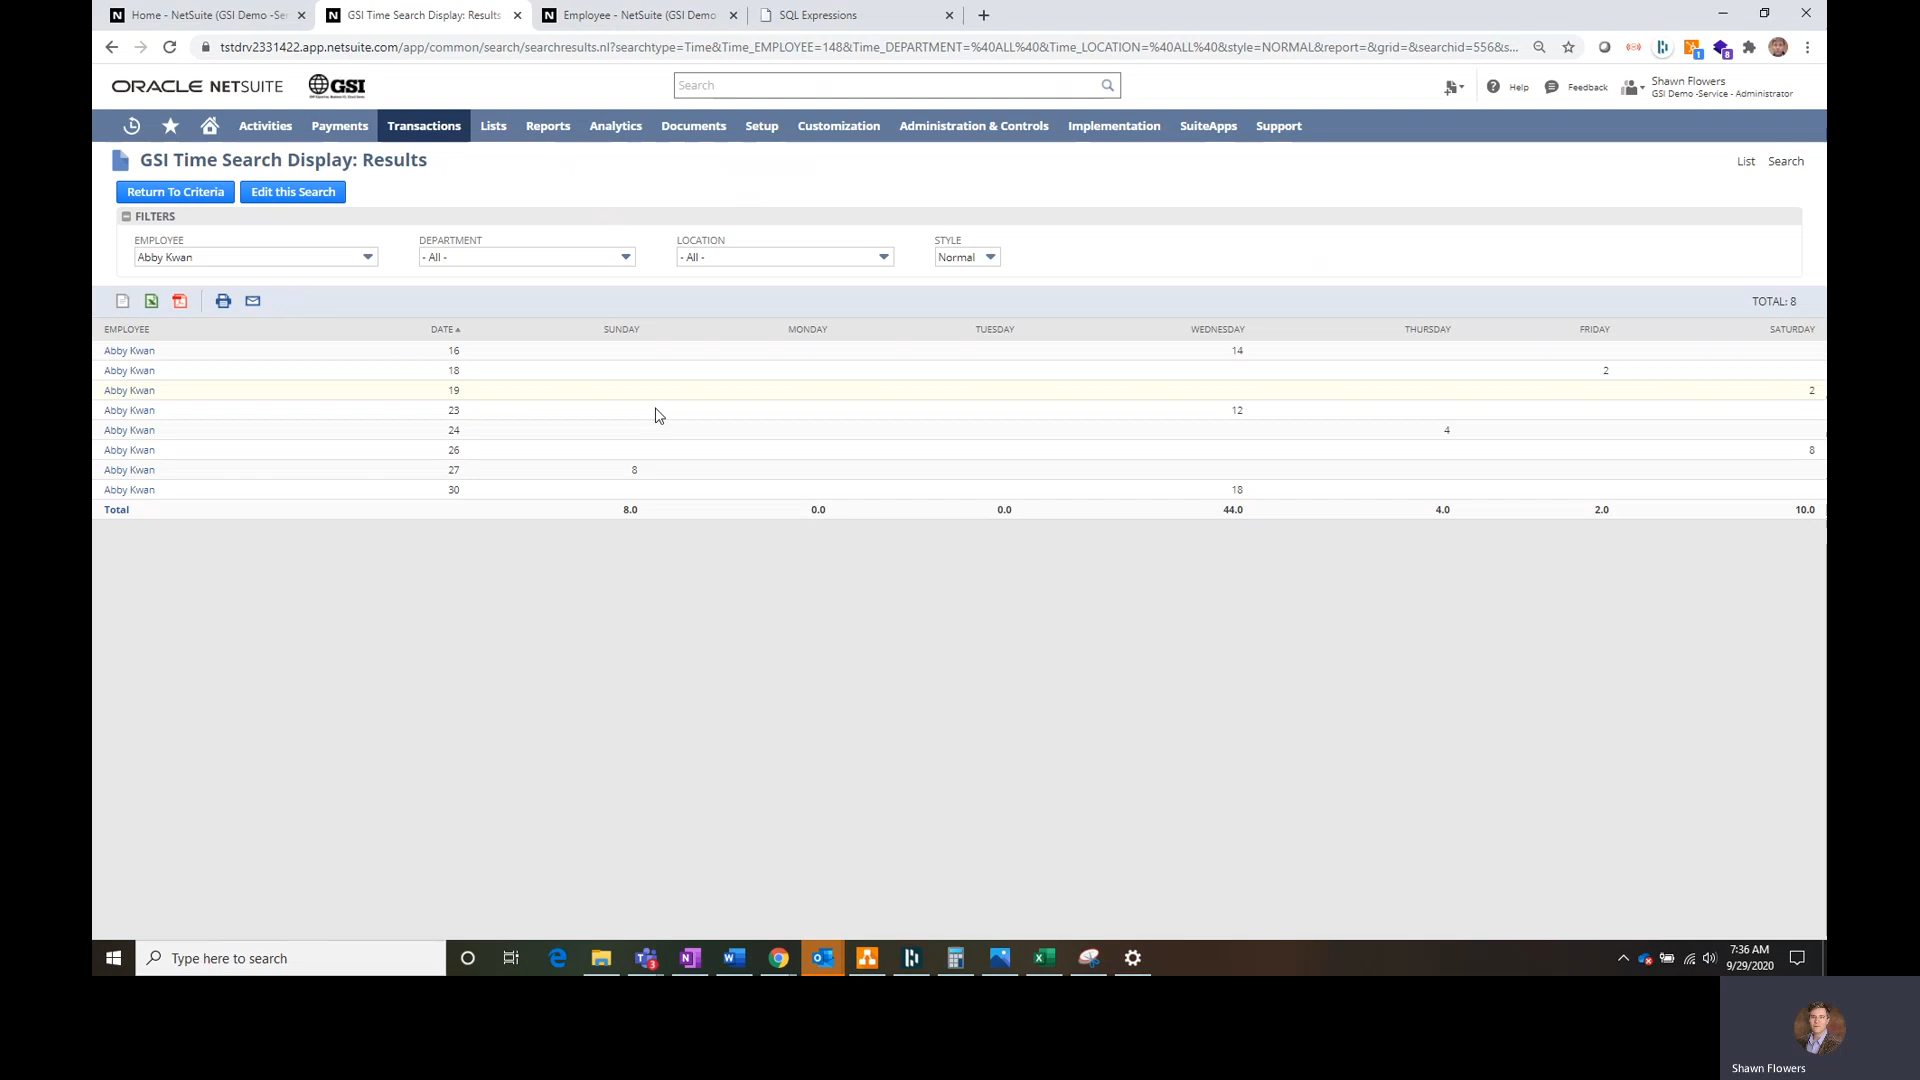 Home - NetSuite (GSI Demo -Se
GSI Time Search Display: Results
Employee - NetSuite (GSI Demo
SQL Expressions
tstdrv2331422.app.netsuite.com/app/common/search/searchresults.nl?searchtype=Time&Time_EMPLOYEE=148&Time_DEPARTMENT=%40ALL%40&Time_LOCATION=%40ALL%40&style=NORMAL&report=&grid=&searchid=556&s...
1
8
ORACLE NETSUITE
GSI
Search
Help
Feedback
Shawn Flowers
GSI Demo -Service - Administrator
Activities Payments Transactions Lists Reports Analytics Documents Setup Customization Administration & Controls Implementation SuiteApps Support
GSI Time Search Display: Results
List Search
Return To Criteria Edit this Search
FILTERS
EMPLOYEE DEPARTMENT LOCATION STYLE
Abby Kwan - All - - All - Normal
TOTAL: 8
EMPLOYEE DATE SUNDAY MONDAY TUESDAY WEDNESDAY THURSDAY FRIDAY SATURDAY
Abby Kwan 16 14
Abby Kwan 18 2
Abby Kwan 19 2
Abby Kwan 23 12
Abby Kwan 24 4
Abby Kwan 26 8
Abby Kwan 27 8
Abby Kwan 30 18
Total 8.0 0.0 0.0 44.0 4.0 2.0 10.0
Type here to search
3
7:36 AM
9/29/2020
Shawn Flowers